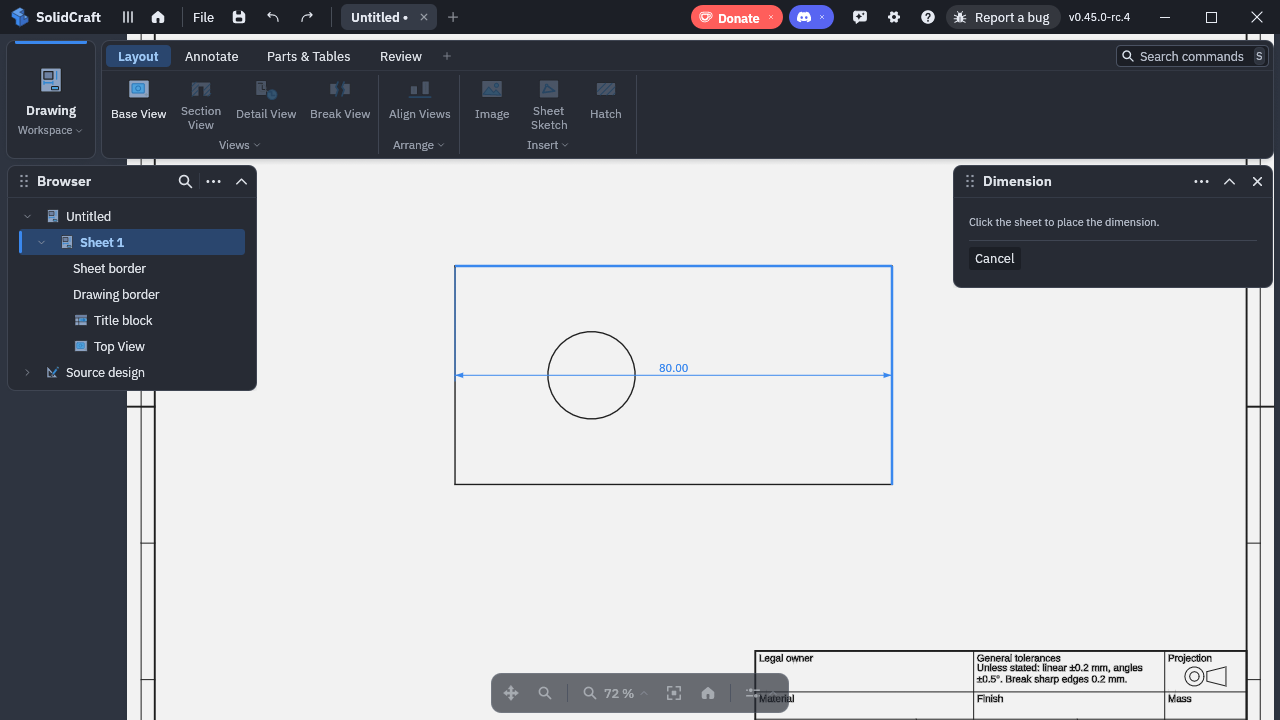 SolidCraft
File
Untitled •
Donate
Report a bug
v0.45.0-rc.4
Drawing
Workspace
Layout
Annotate
Parts & Tables
Review
Search commands
S
Base View
Section View
Detail View
Break View
Align Views
Image
Sheet Sketch
Hatch
Views
Arrange
Insert
Browser
Untitled
Sheet 1
Sheet border
Drawing border
Title block
Top View
Source design
Dimension
Click the sheet to place the dimension.
Cancel
80.00
Legal owner
General tolerances
Unless stated: linear ±0.2 mm, angles
±0.5°. Break sharp edges 0.2 mm.
Projection
Material
Finish
Mass
72 %